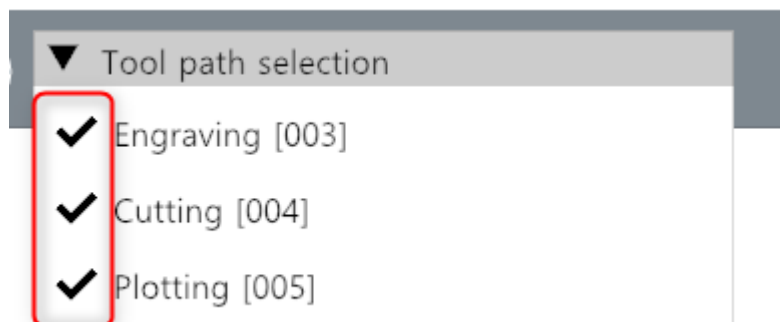 ▼ Tool path selection
✔ Engraving [003]
✔ Cutting [004]
✔ Plotting [005]